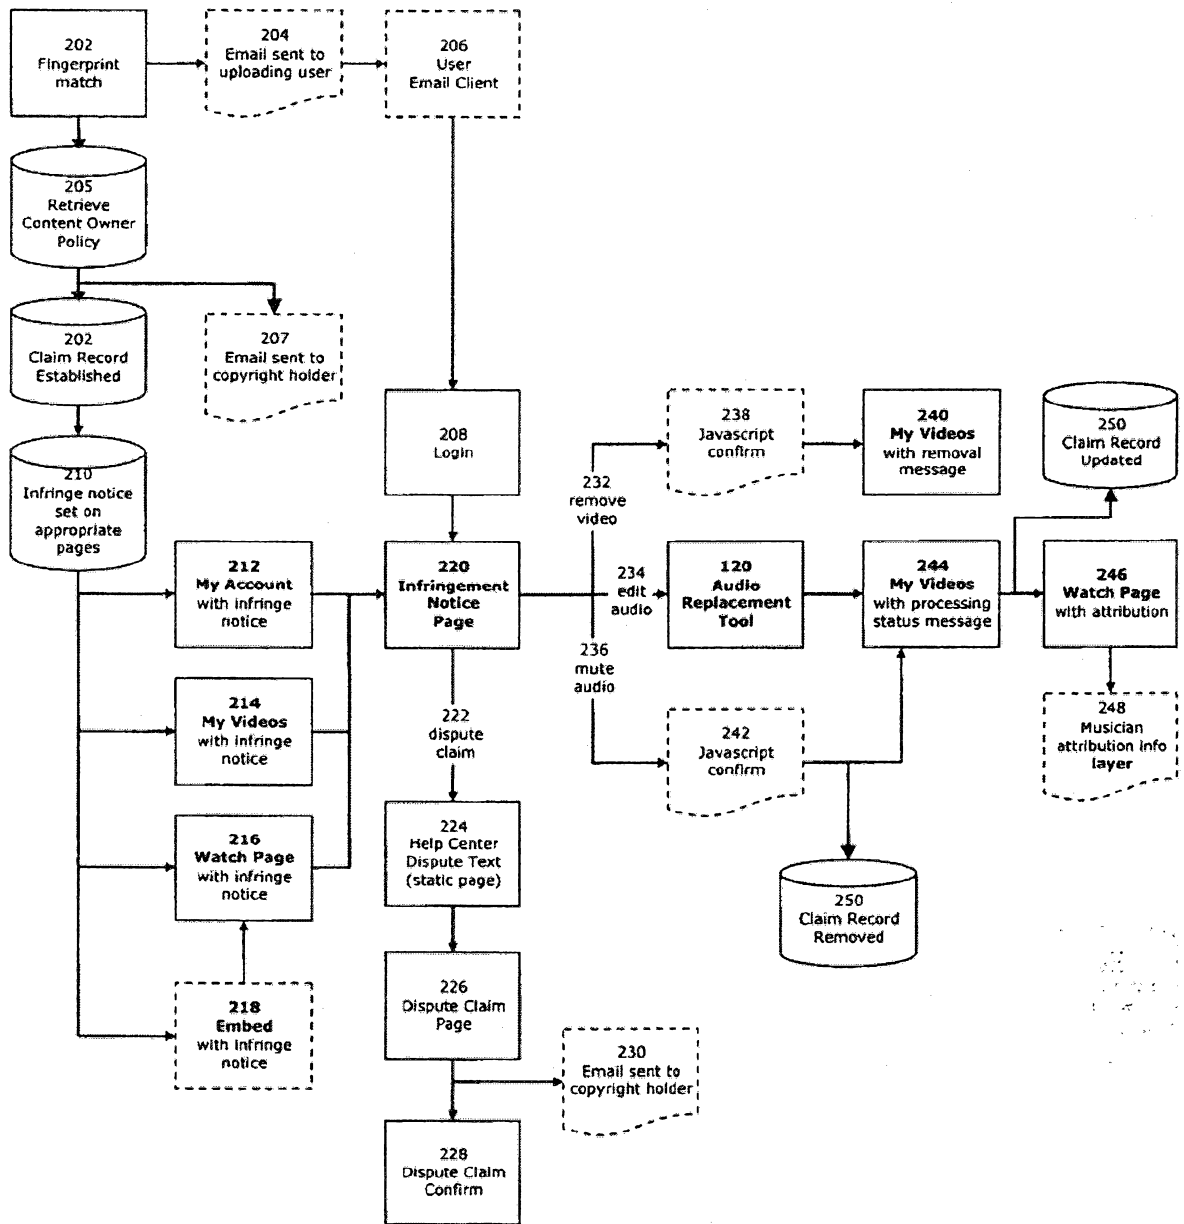 202
Fingerprint
match
204
Email sent to
uploading user
206
User
Email Client
205
Retrieve
Content Owner
Policy
202
Claim Record
Established
207
Email sent to
copyright holder
210
Infringe notice
set on
appropriate
pages
208
Login
212
My Account
with infringe
notice
214
My Videos
with infringe
notice
216
Watch Page
with infringe
notice
218
Embed
with infringe
notice
220
Infringement
Notice
Page
222
dispute
claim
224
Help Center
Dispute Text
(static page)
226
Dispute Claim
Page
230
Email sent to
copyright holder
228
Dispute Claim
Confirm
232
remove
video
234
edit
audio
236
mute
audio
238
Javascript
confirm
240
My Videos
with removal
message
250
Claim Record
Updated
120
Audio
Replacement
Tool
244
My Videos
with processing
status message
246
Watch Page
with attribution
248
Musician
attribution info
layer
242
Javascript
confirm
250
Claim Record
Removed